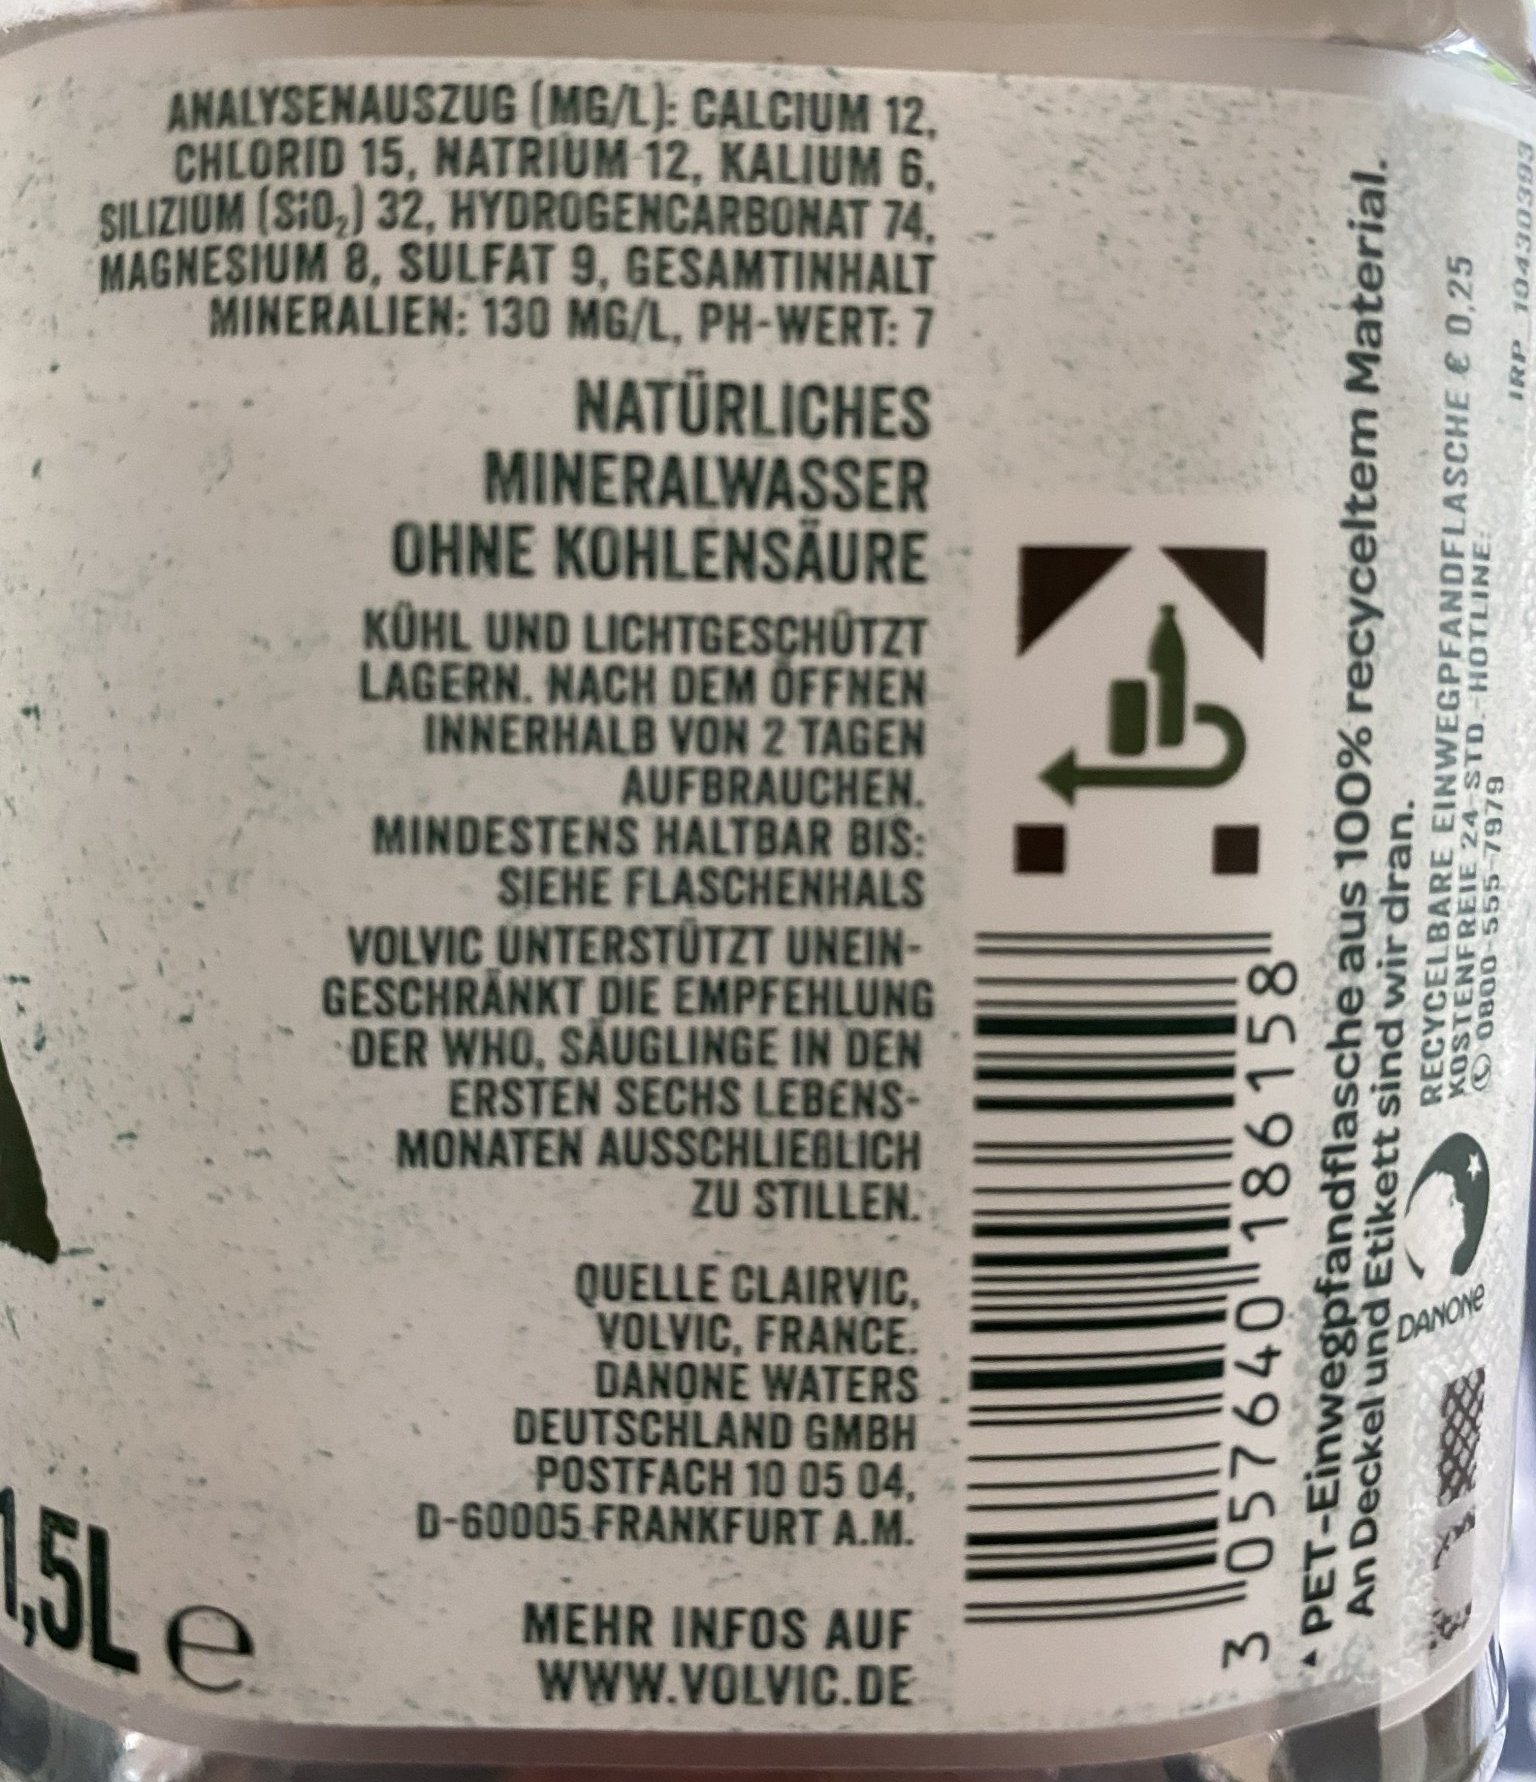 ANALYSENAUSZUG (MG/L): CALCIUM 12,
CHLORID 15, NATRIUM 12, KALIUM 6,
SILIZIUM (SiO₂) 32, HYDROGENCARBONAT 74,
MAGNESIUM 8, SULFAT 9, GESAMTINHALT
MINERALIEN: 130 MG/L, PH-WERT: 7
NATÜRLICHES
MINERALWASSER
OHNE KOHLENSÄURE
KÜHL UND LICHTGESCHÜTZT
LAGERN. NACH DEM ÖFFNEN
INNERHALB VON 2 TAGEN
AUFBRAUCHEN.
MINDESTENS HALTBAR BIS:
SIEHE FLASCHENHALS
VOLVIC UNTERSTÜTZT UNEIN-
GESCHRÄNKT DIE EMPFEHLUNG
DER WHO, SÄUGLINGE IN DEN
ERSTEN SECHS LEBENS-
MONATEN AUSSCHLIEẞLICH
ZU STILLEN.
QUELLE CLAIRVIC,
VOLVIC, FRANCE.
DANONE WATERS
DEUTSCHLAND GMBH
POSTFACH 10 05 04,
D-60005 FRANKFURT A.M.
MEHR INFOS AUF
WWW.VOLVIC.DE
1,5L e
3 057640 186158
PET-Einwegpfandflasche aus 100% recyceltem Material.
An Deckel und Etikett sind wir dran.
RECYCELBARE EINWEGPFANDFLASCHE € 0,25
KOSTENFREIE 24-STD.-HOTLINE:
0800-555-7979
DANONE
IRP 10430393